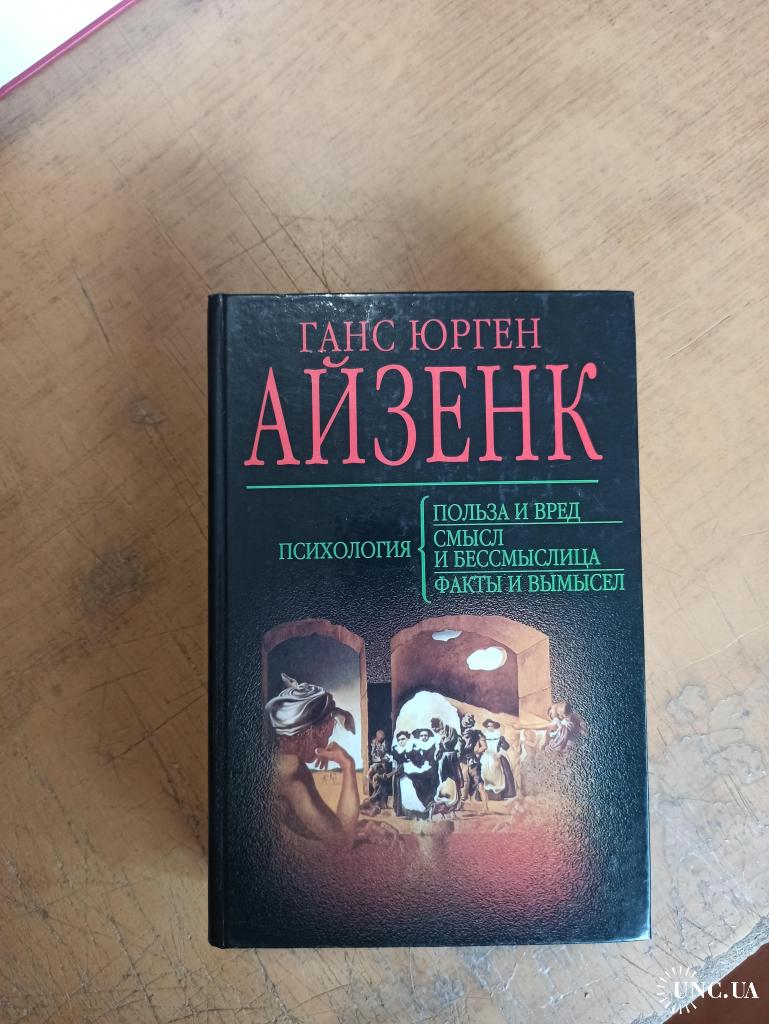 ГАНС ЮРГЕН
АЙЗЕНК
ПСИХОЛОГИЯ
ПОЛЬЗА И ВРЕД
СМЫСЛ
И БЕССМЫСЛИЦА
ФАКТЫ И ВЫМЫСЕЛ
UNC.UA